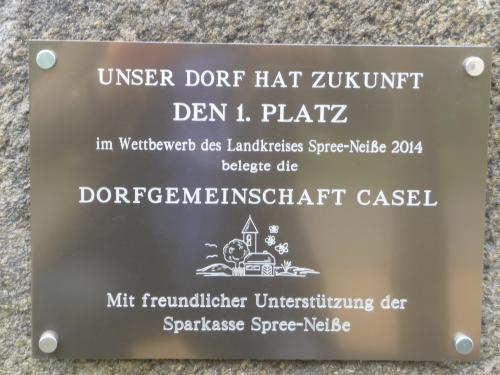 UNSER DORF HAT ZUKUNFT
DEN 1. PLATZ
im Wettbewerb des Landkreises Spree-Neiße 2014
belegte die
DORFGEMEINSCHAFT CASEL
Mit freundlicher Unterstützung der
Sparkasse Spree-Neiße